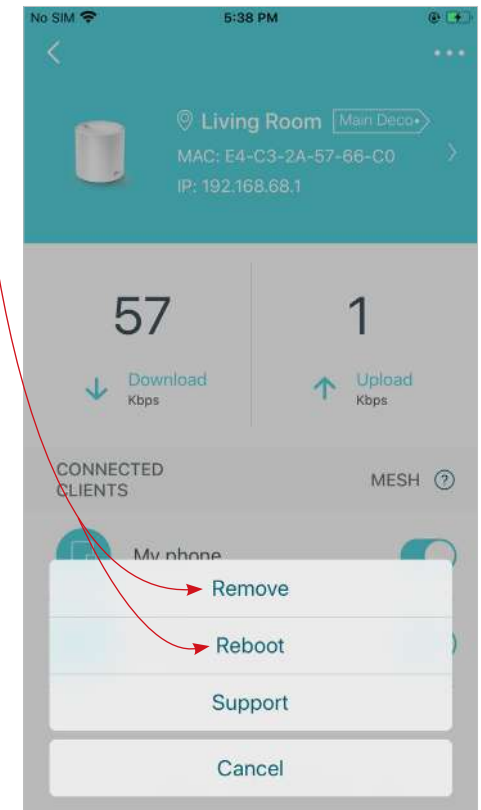 No SIM 5:38 PM
Living Room Main Deco
MAC: E4-C3-2A-57-66-C0
IP: 192.168.68.1
57 1
Download Upload
Kbps Kbps
CONNECTED
CLIENTS
MESH ?
My phone
Remove
Reboot
Support
Cancel